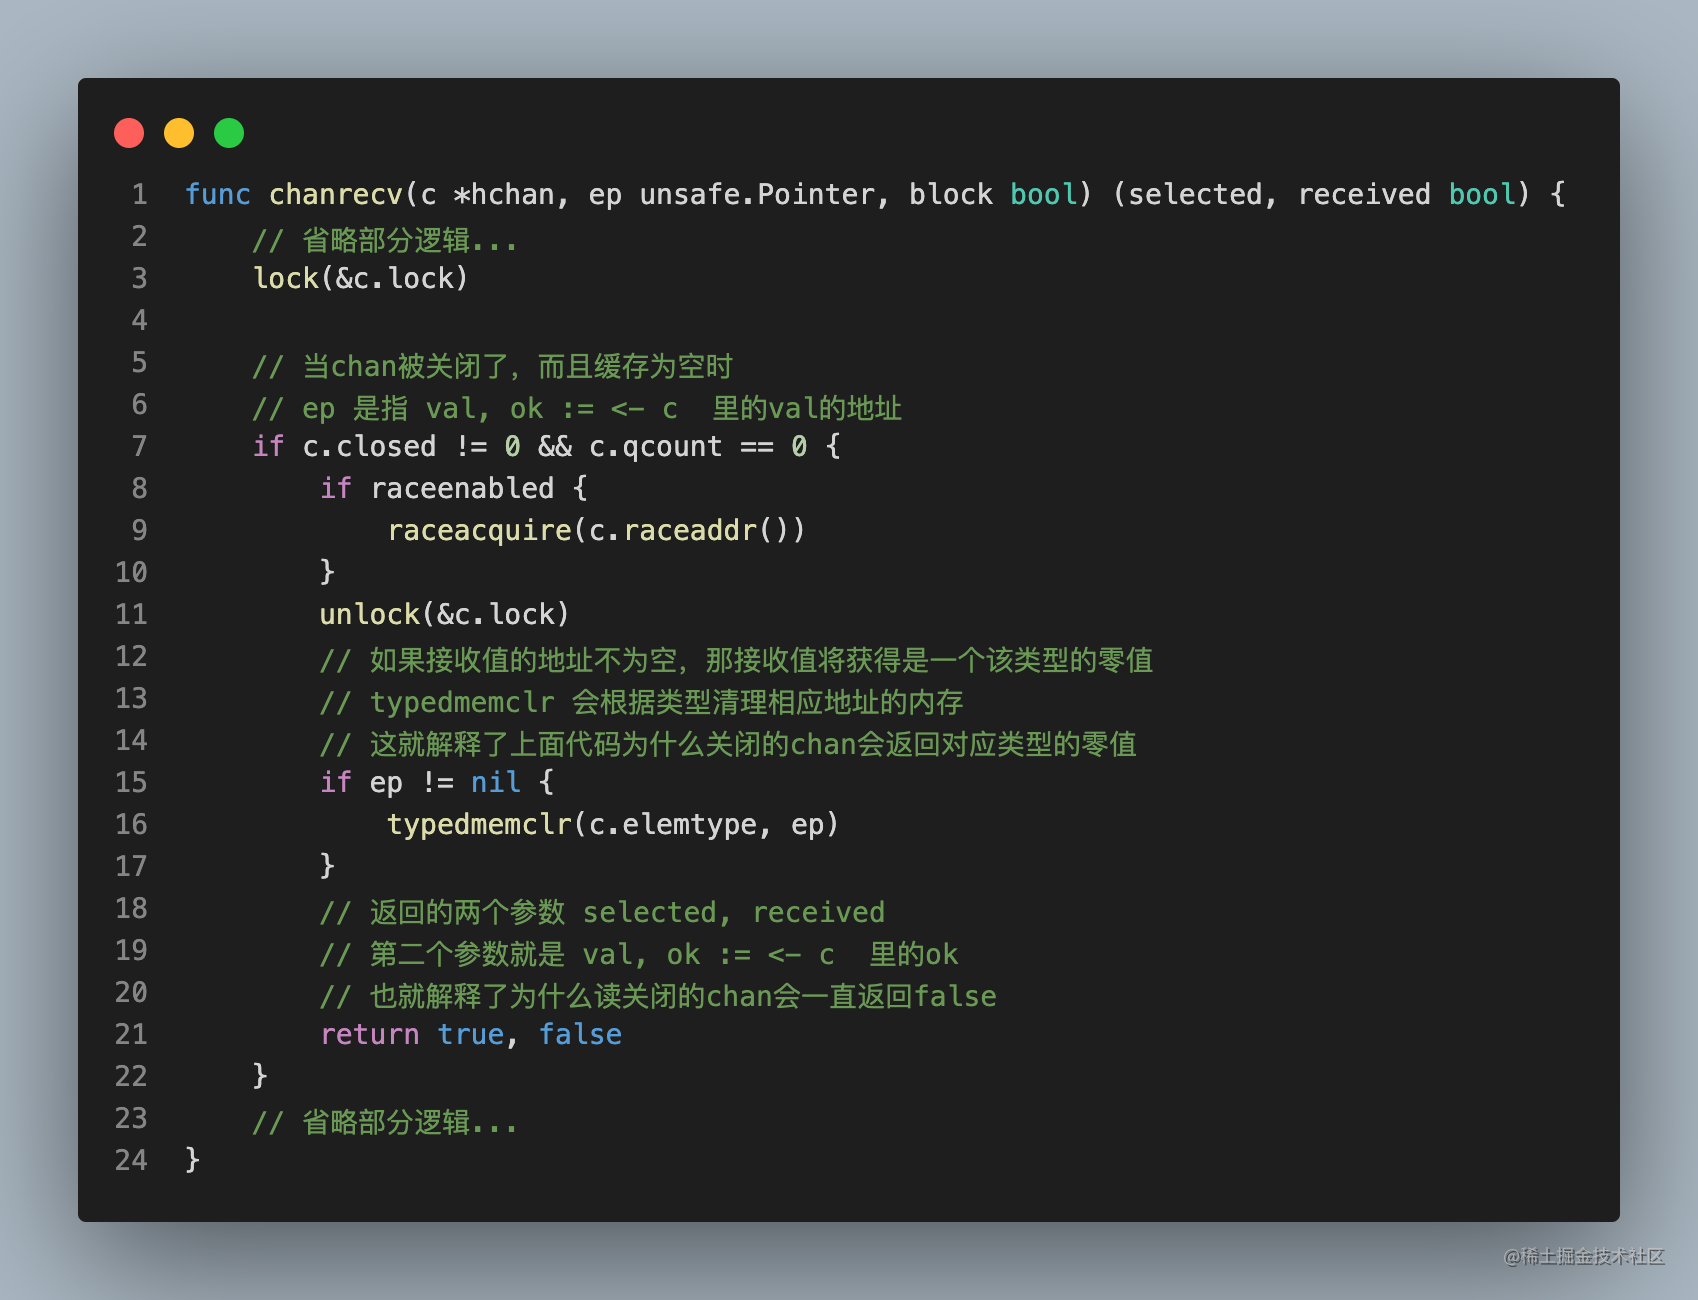 1 func chanrecv(c *hchan, ep unsafe.Pointer, block bool) (selected, received bool) {
2     // 省略部分逻辑...
3     lock(&c.lock)
4
5     // 当chan被关闭了，而且缓存为空时
6     // ep 是指 val, ok := <- c  里的val的地址
7     if c.closed != 0 && c.qcount == 0 {
8         if raceenabled {
9             raceacquire(c.raceaddr())
10         }
11         unlock(&c.lock)
12         // 如果接收值的地址不为空，那接收值将获得是一个该类型的零值
13         // typedmemclr 会根据类型清理相应地址的内存
14         // 这就解释了上面代码为什么关闭的chan会返回对应类型的零值
15         if ep != nil {
16             typedmemclr(c.elemtype, ep)
17         }
18         // 返回的两个参数 selected, received
19         // 第二个参数就是 val, ok := <- c  里的ok
20         // 也就解释了为什么读关闭的chan会一直返回false
21         return true, false
22     }
23     // 省略部分逻辑...
24 }
@稀土掘金技术社区